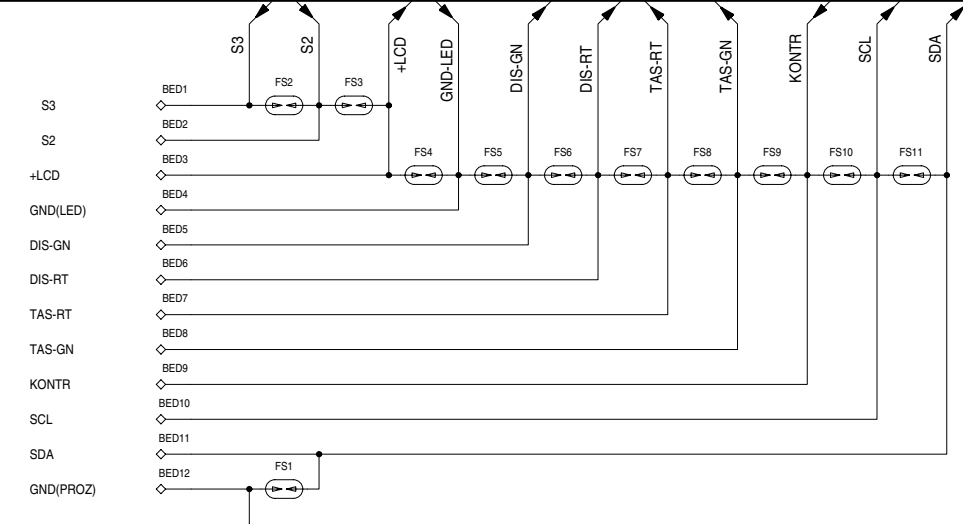 S3
S2
+LCD
GND-LED
DIS-GN
DIS-RT
TAS-RT
TAS-GN
KONTR
SCL
SDA
S3 BED1 FS2 FS3
S2 BED2
+LCD BED3 FS4 FS5 FS6 FS7 FS8 FS9 FS10 FS11
GND(LED) BED4
DIS-GN BED5
DIS-RT BED6
TAS-RT BED7
TAS-GN BED8
KONTR BED9
SCL BED10
SDA BED11
GND(PROZ) BED12 FS1